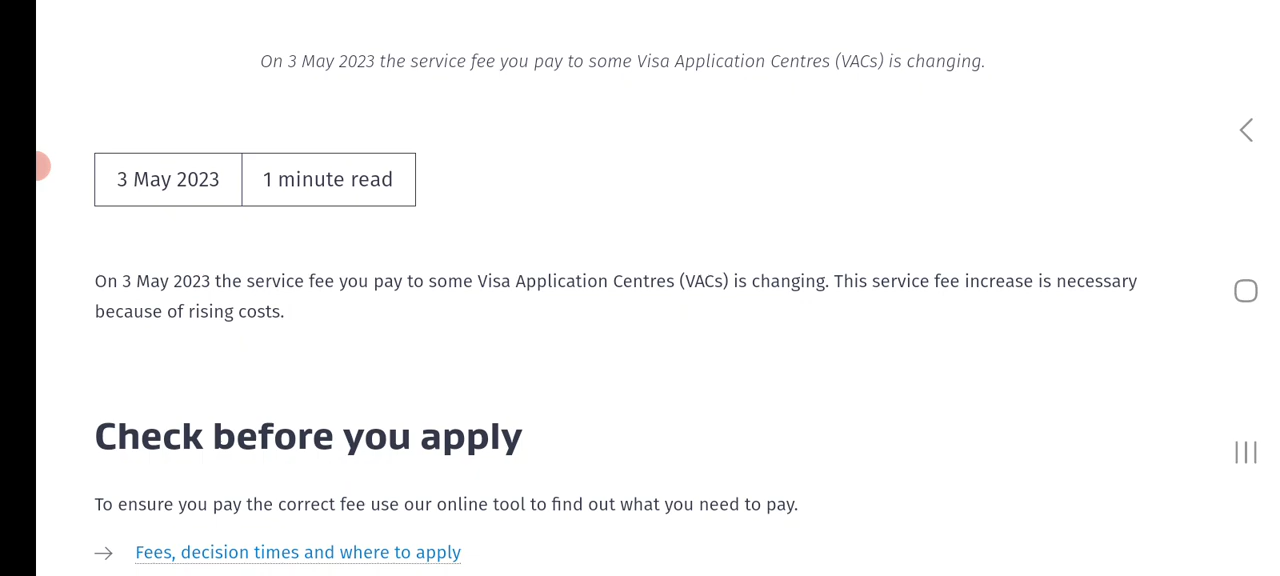 On 3 May 2023 the service fee you pay to some Visa Application Centres (VACs) is changing.
3 May 2023
1 minute read
On 3 May 2023 the service fee you pay to some Visa Application Centres (VACs) is changing. This service fee increase is necessary
because of rising costs.
Check before you apply
To ensure you pay the correct fee use our online tool to find out what you need to pay.
Fees, decision times and where to apply